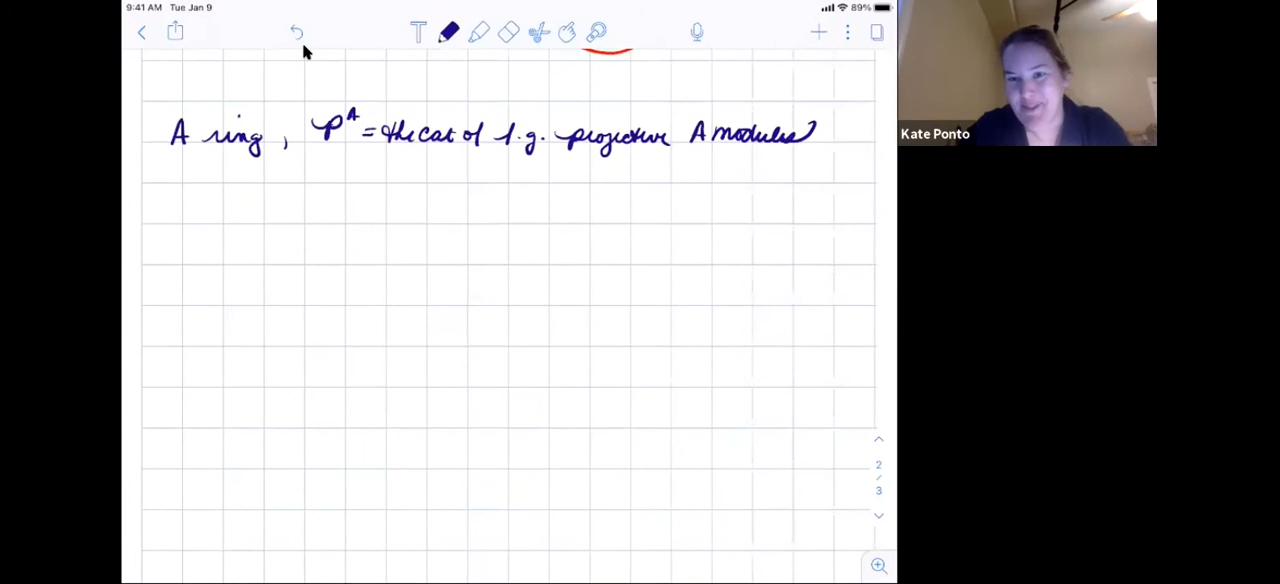 9:41 AM Tue Jan 9
89%
A ring, P^A = the cat of f.g. projective A modules
Kate Ponto
2
/
3